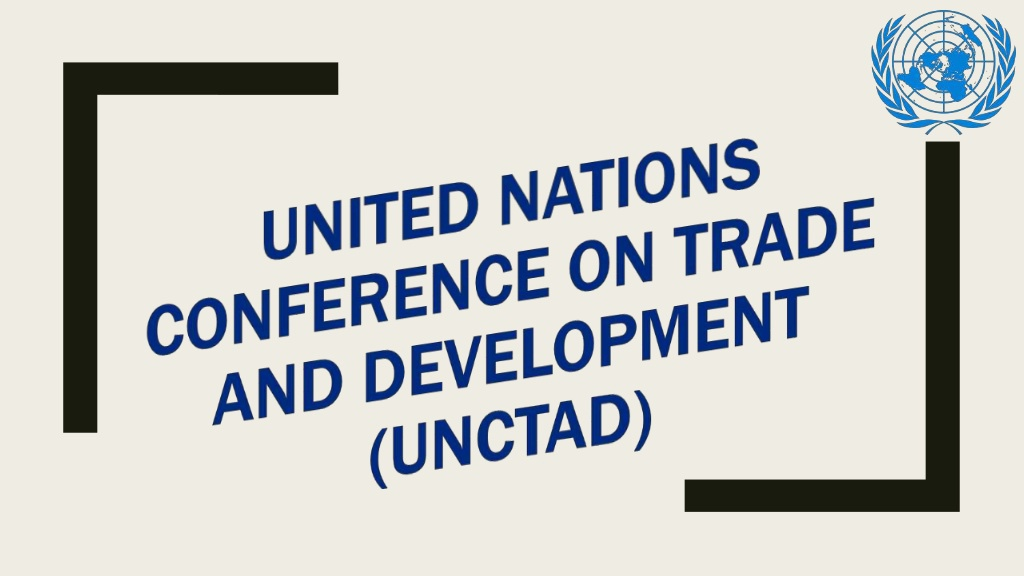 UNITED NATIONS
CONFERENCE ON TRADE
AND DEVELOPMENT
(UNCTAD)